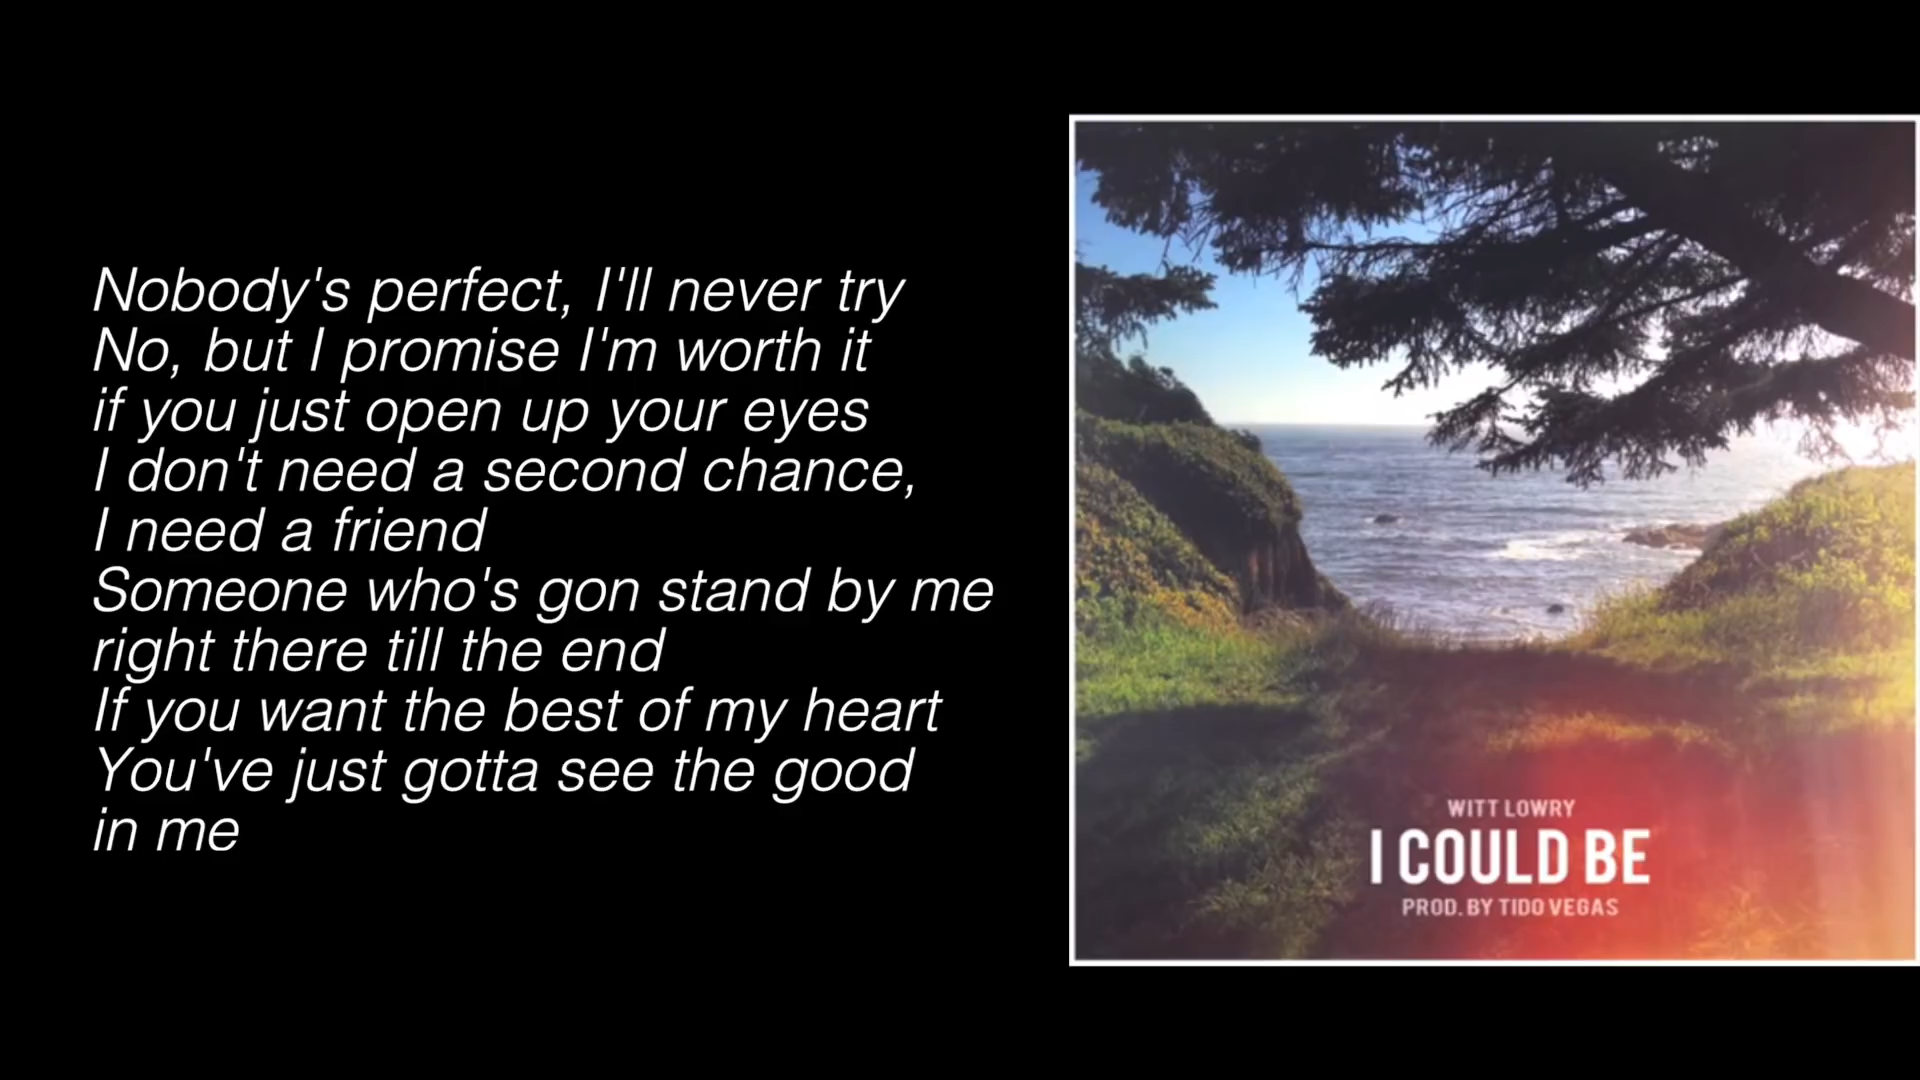 Nobody's perfect, I'll never try
No, but I promise I'm worth it
if you just open up your eyes
I don't need a second chance,
I need a friend
Someone who's gon stand by me
right there till the end
If you want the best of my heart
You've just gotta see the good
in me
WITT LOWRY
I COULD BE
PROD. BY TIDO VEGAS